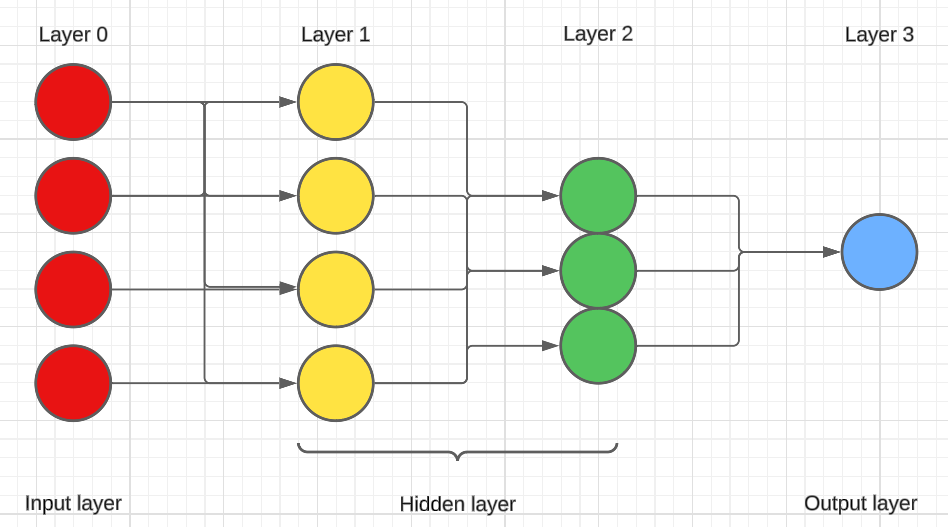 Layer 0
Layer 1
Layer 2
Layer 3
Input layer
Hidden layer
Output layer